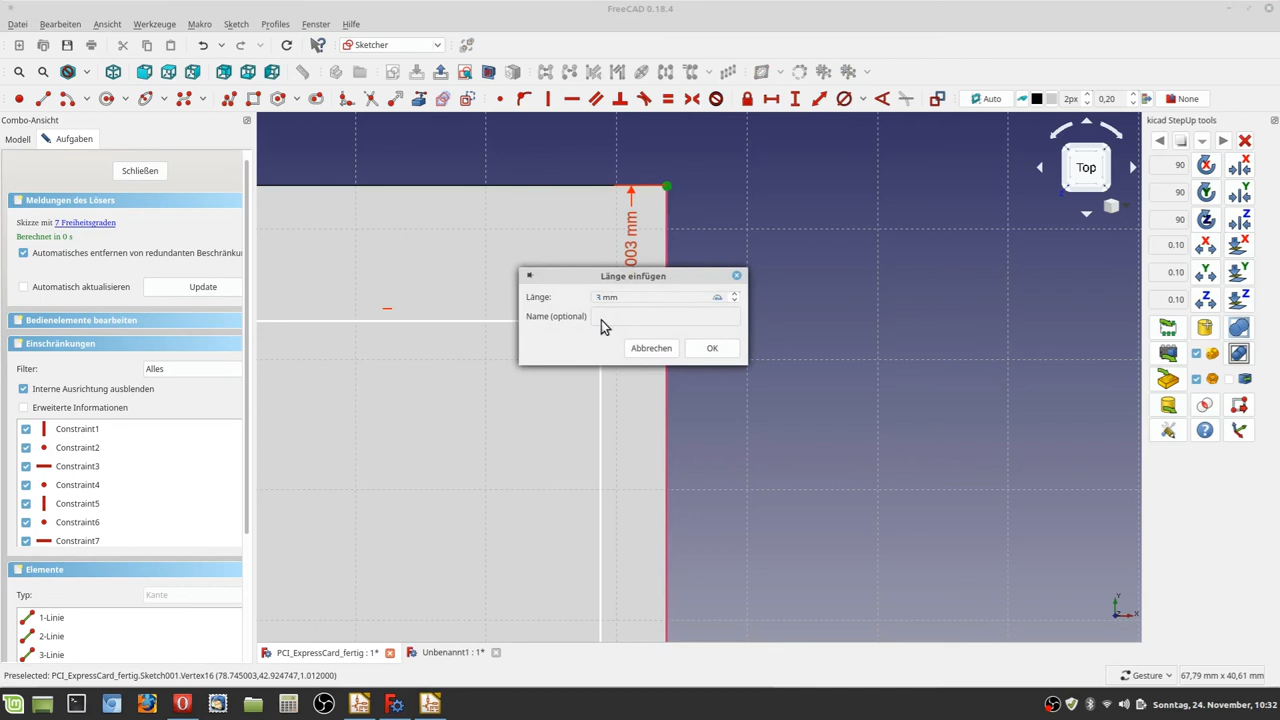 FreeCAD 0.18.4
Datei Bearbeiten Ansicht Werkzeuge Makro Sketch Profiles Fenster Hilfe
Sketcher
Auto 2px 0,20 None
Combo-Ansicht
Modell Aufgaben
Schließen
Meldungen des Lösers
Skizze mit 7 Freiheitsgraden
Berechnet in 0 s
Automatisches entfernen von redundanten Beschränku
Automatisch aktualisieren Update
Bedienelemente bearbeiten
Einschränkungen
Filter: Alles
Interne Ausrichtung ausblenden
Erweiterte Informationen
Constraint1
Constraint2
Constraint3
Constraint4
Constraint5
Constraint6
Constraint7
Elemente
Typ: Kante
1-Linie
2-Linie
3-Linie
003 mm
Länge einfügen
Länge: 3 mm
Name (optional)
Abbrechen OK
Top
Z
Y
X
kicad StepUp tools
90 X X
90 Y Y
90 Z Z
0.10 X X
0.10 Y Y
0.10 Z Z
PCI_ExpressCard_fertig : 1* Unbenannt1 : 1*
Preselected: PCI_ExpressCard_fertig.Sketch001.Vertex16 (78.745003,42.924747,1.012000)
Gesture 67,79 mm x 40,61 mm
Sonntag, 24. November, 10:32